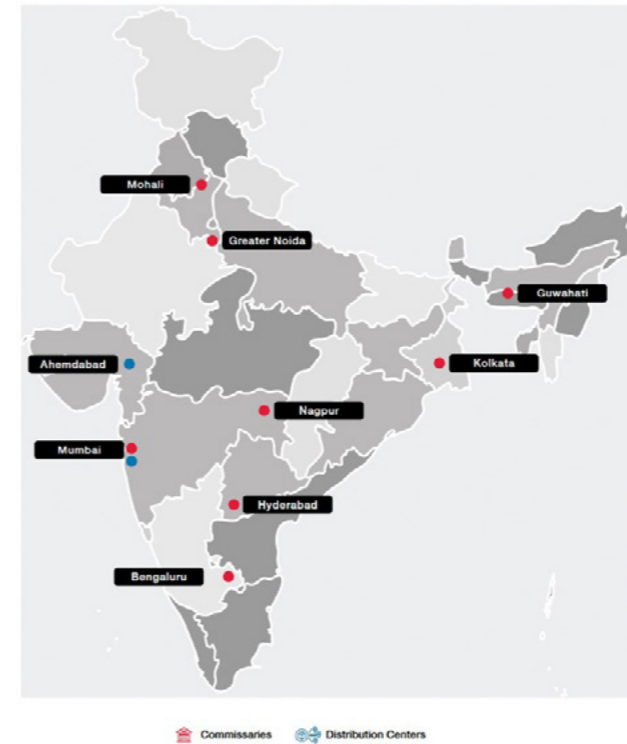 Mohali
Greater Noida
Guwahati
Ahemdabad
Kolkata
Nagpur
Mumbai
Hyderabad
Bengaluru
Commissaries Distribution Centers